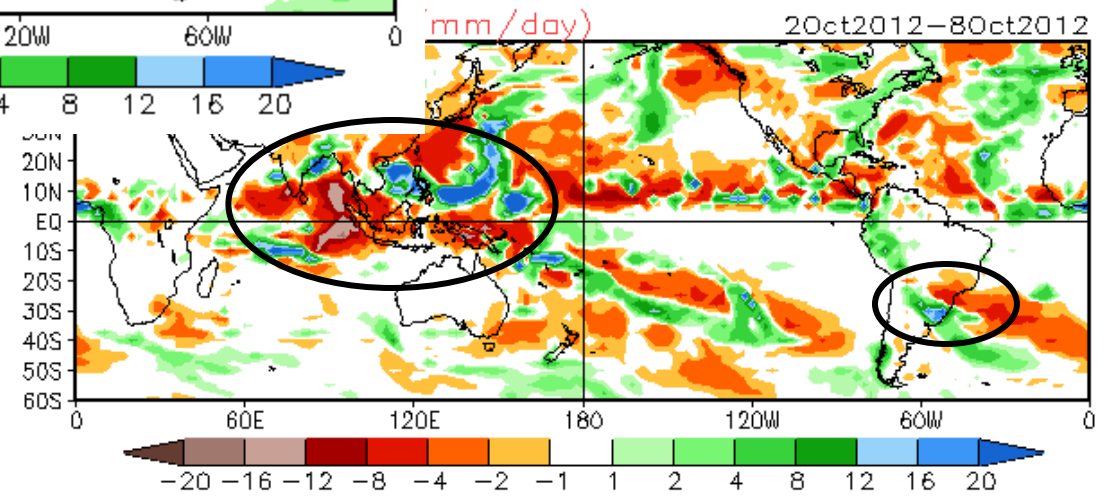 mm/day)
2Oct2012-8Oct2012
20W 60W 0
4 8 12 16 20
20N
10N
EQ
10S
20S
30S
40S
50S
60S
0 60E 120E 180 120W 60W 0
-20 -16 -12 -8 -4 -2 -1 1 2 4 8 12 16 20